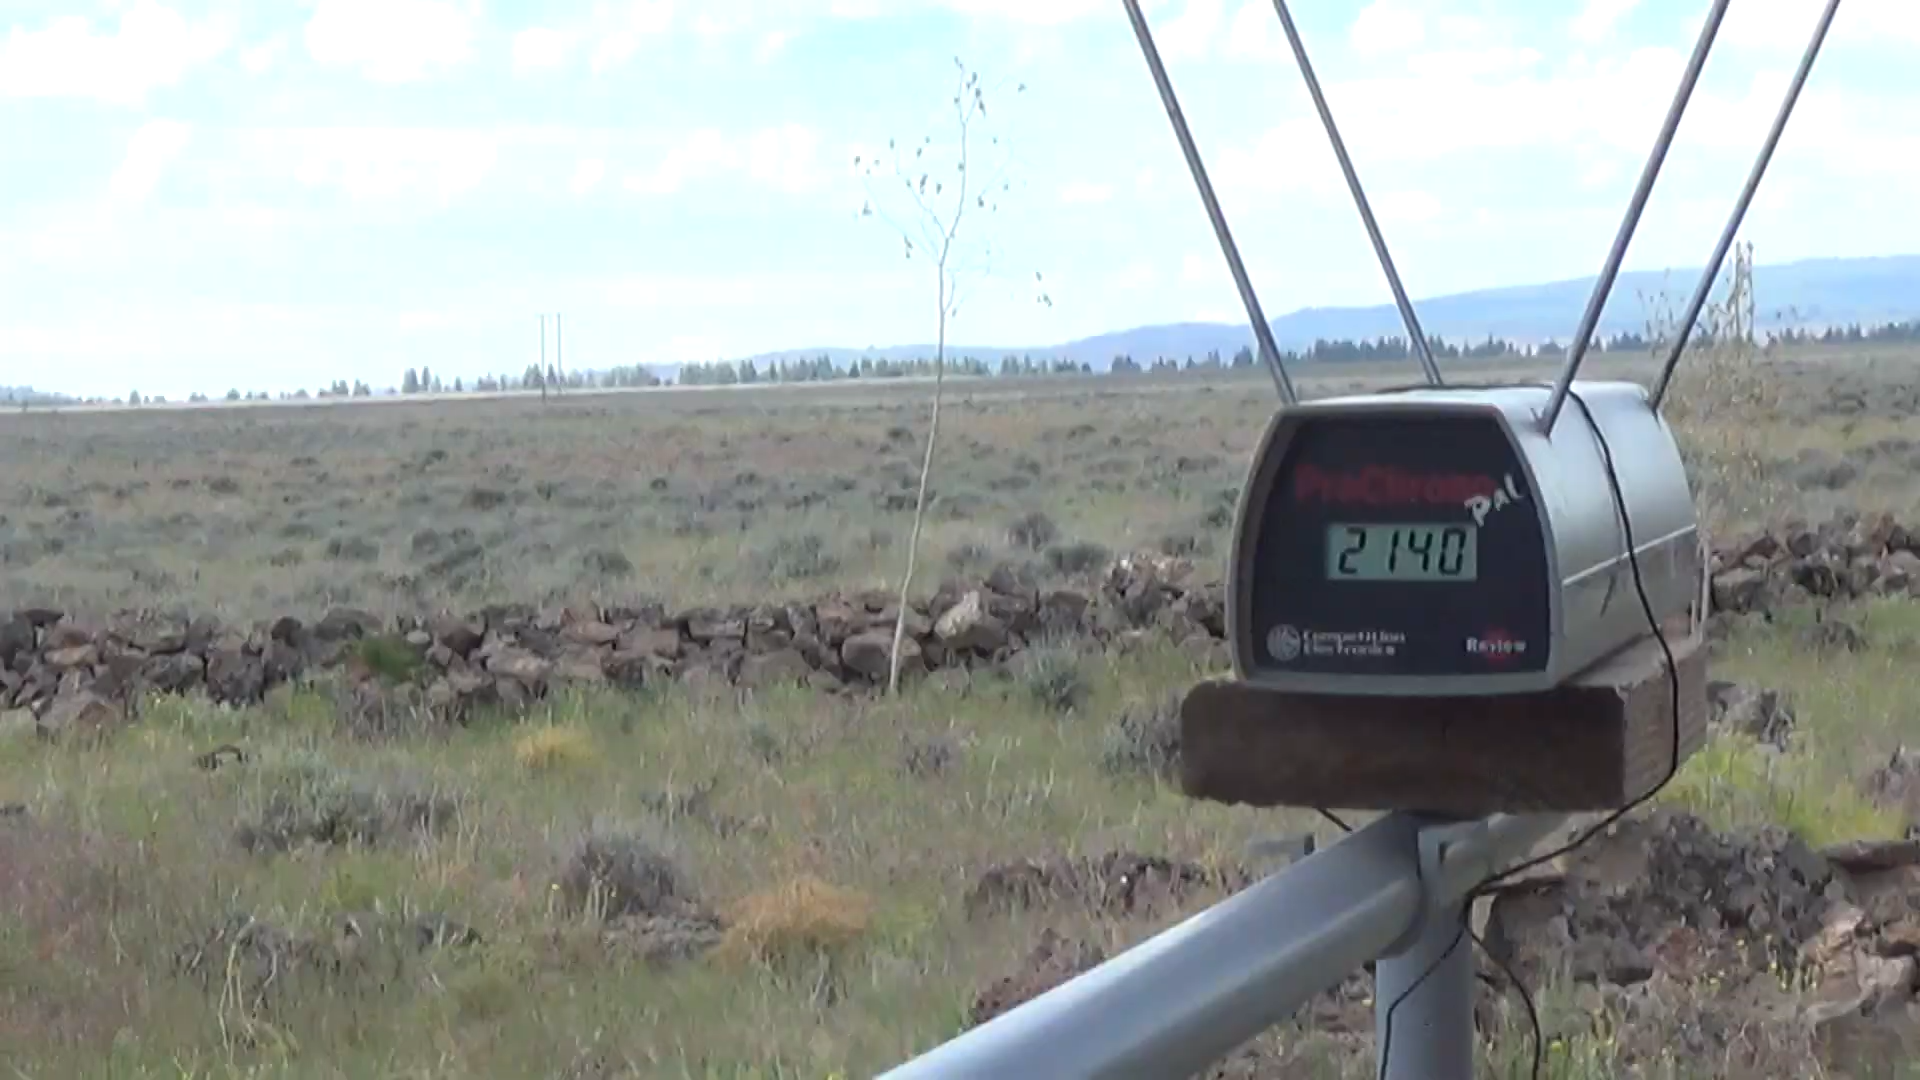 ProChrono
Pal
2140
Competition
Electronics
Review